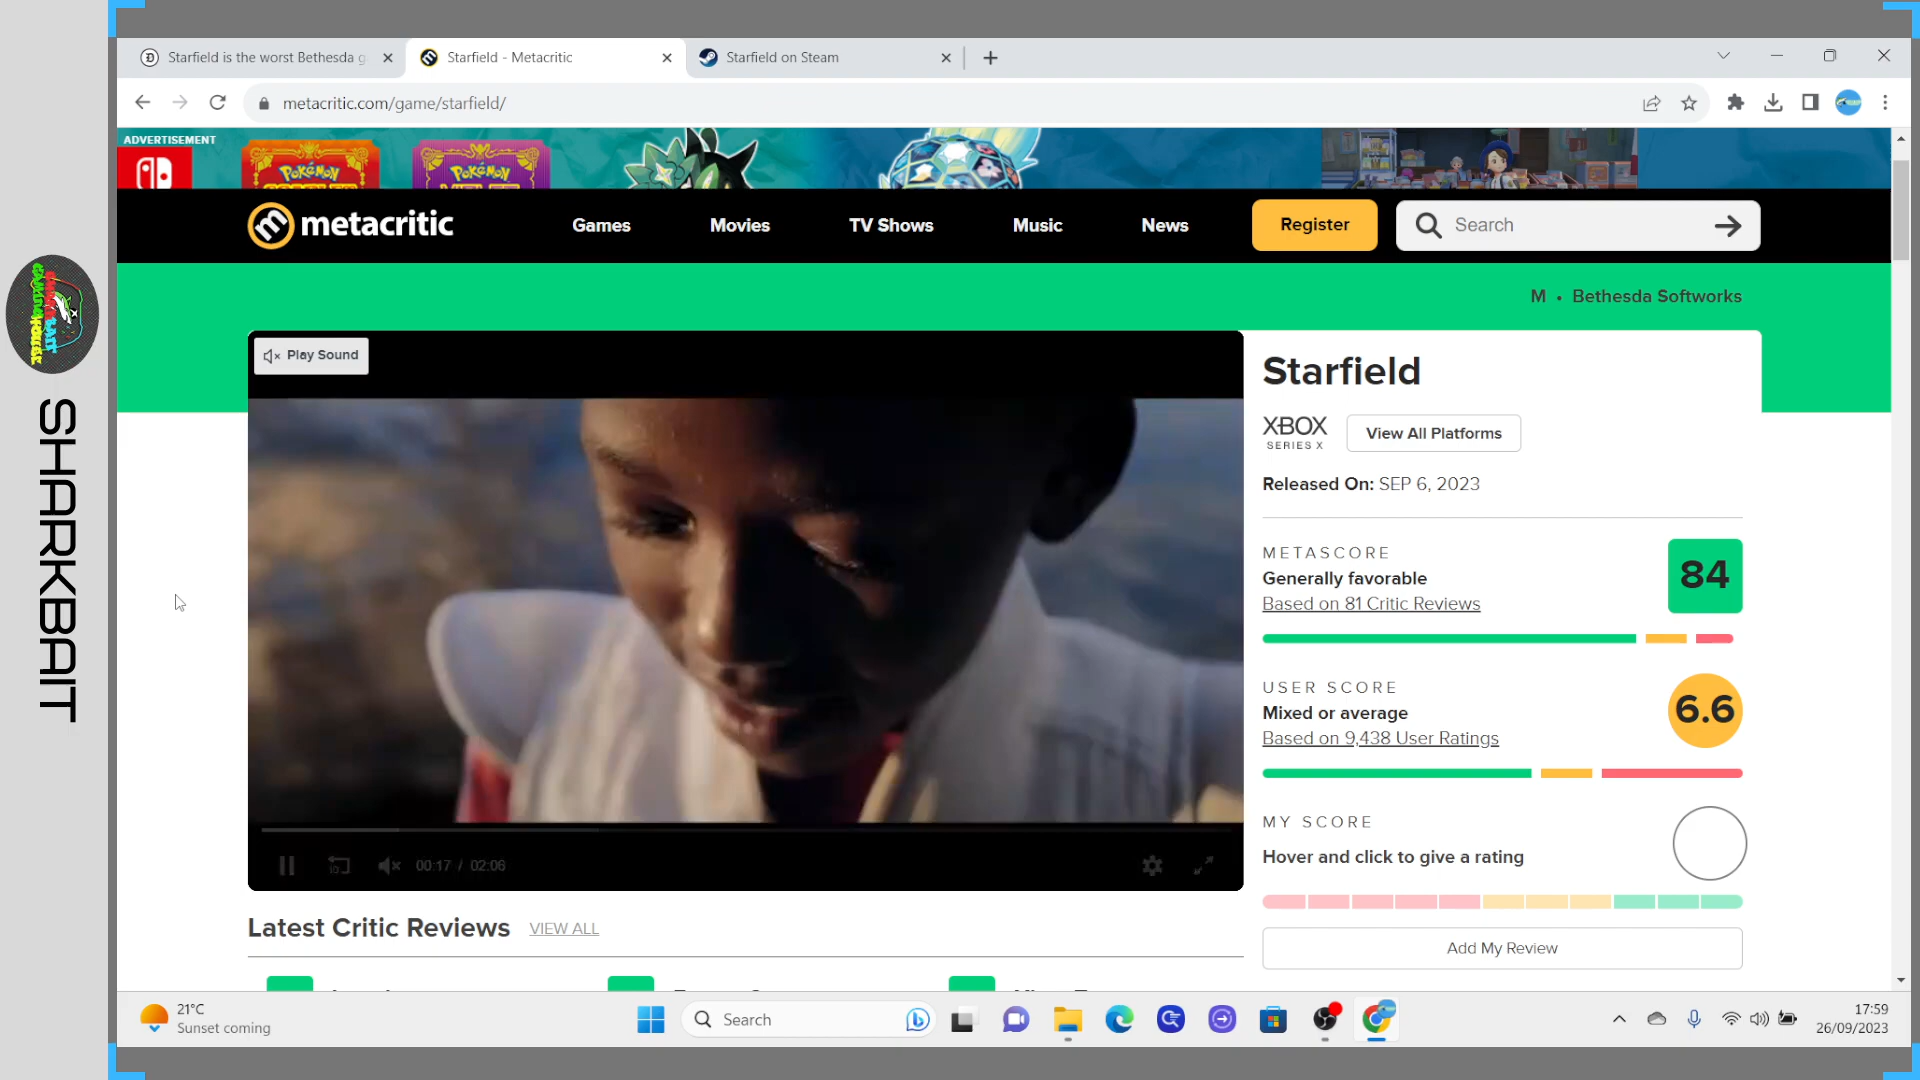 Starfield is the worst Bethesda g
Starfield - Metacritic
Starfield on Steam
metacritic.com/game/starfield/
ADVERTISEMENT
POKéMON
POKéMON
metacritic
Games
Movies
TV Shows
Music
News
Register
Search
M • Bethesda Softworks
Play Sound
Starfield
XBOX
SERIES X
View All Platforms
Released On: SEP 6, 2023
METASCORE
Generally favorable
Based on 81 Critic Reviews
84
USER SCORE
Mixed or average
Based on 9,438 User Ratings
6.6
MY SCORE
Hover and click to give a rating
Add My Review
10
00:17 / 02:06
Latest Critic Reviews
VIEW ALL
SHARKBAIT
21°C
Sunset coming
Search
17:59
26/09/2023